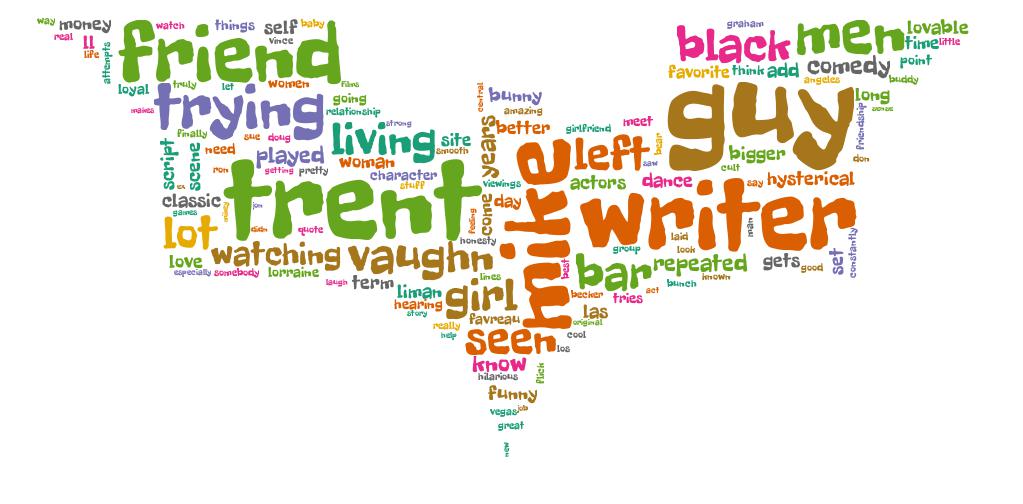 way money watch things self baby
real ll vince
life attempts friend
graham lovable
black men time little
loyal truly let women films
favorite think add comedy point
angeles buddy
makes trying going
relationship
central bunny
amazing
guy long
sense
finally sue doug living strong site
smooth
years better girlfriend meet
friendship
script scene need played woman
left bear bigger
don
ron getting pretty character
stuff
saw cult
classic games trent viewings
actors dance say hysterical
money jon
come day mike writer
lot didn quote feeling
honesty
man
laid
love watching vaughn
group look set constantly
especially somebody lorraine laugh term lines
best bar repeated known gets good
liman girl
becker tries act bunch
hearing story favreau
las
original
really help seen
cool
los
know
hilarious flick
funny
vegas job
great
new